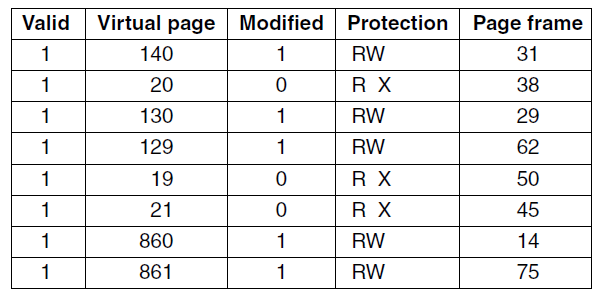 Valid Virtual page Modified Protection Page frame
1 140 1 RW 31
1 20 0 R X 38
1 130 1 RW 29
1 129 1 RW 62
1 19 0 R X 50
1 21 0 R X 45
1 860 1 RW 14
1 861 1 RW 75